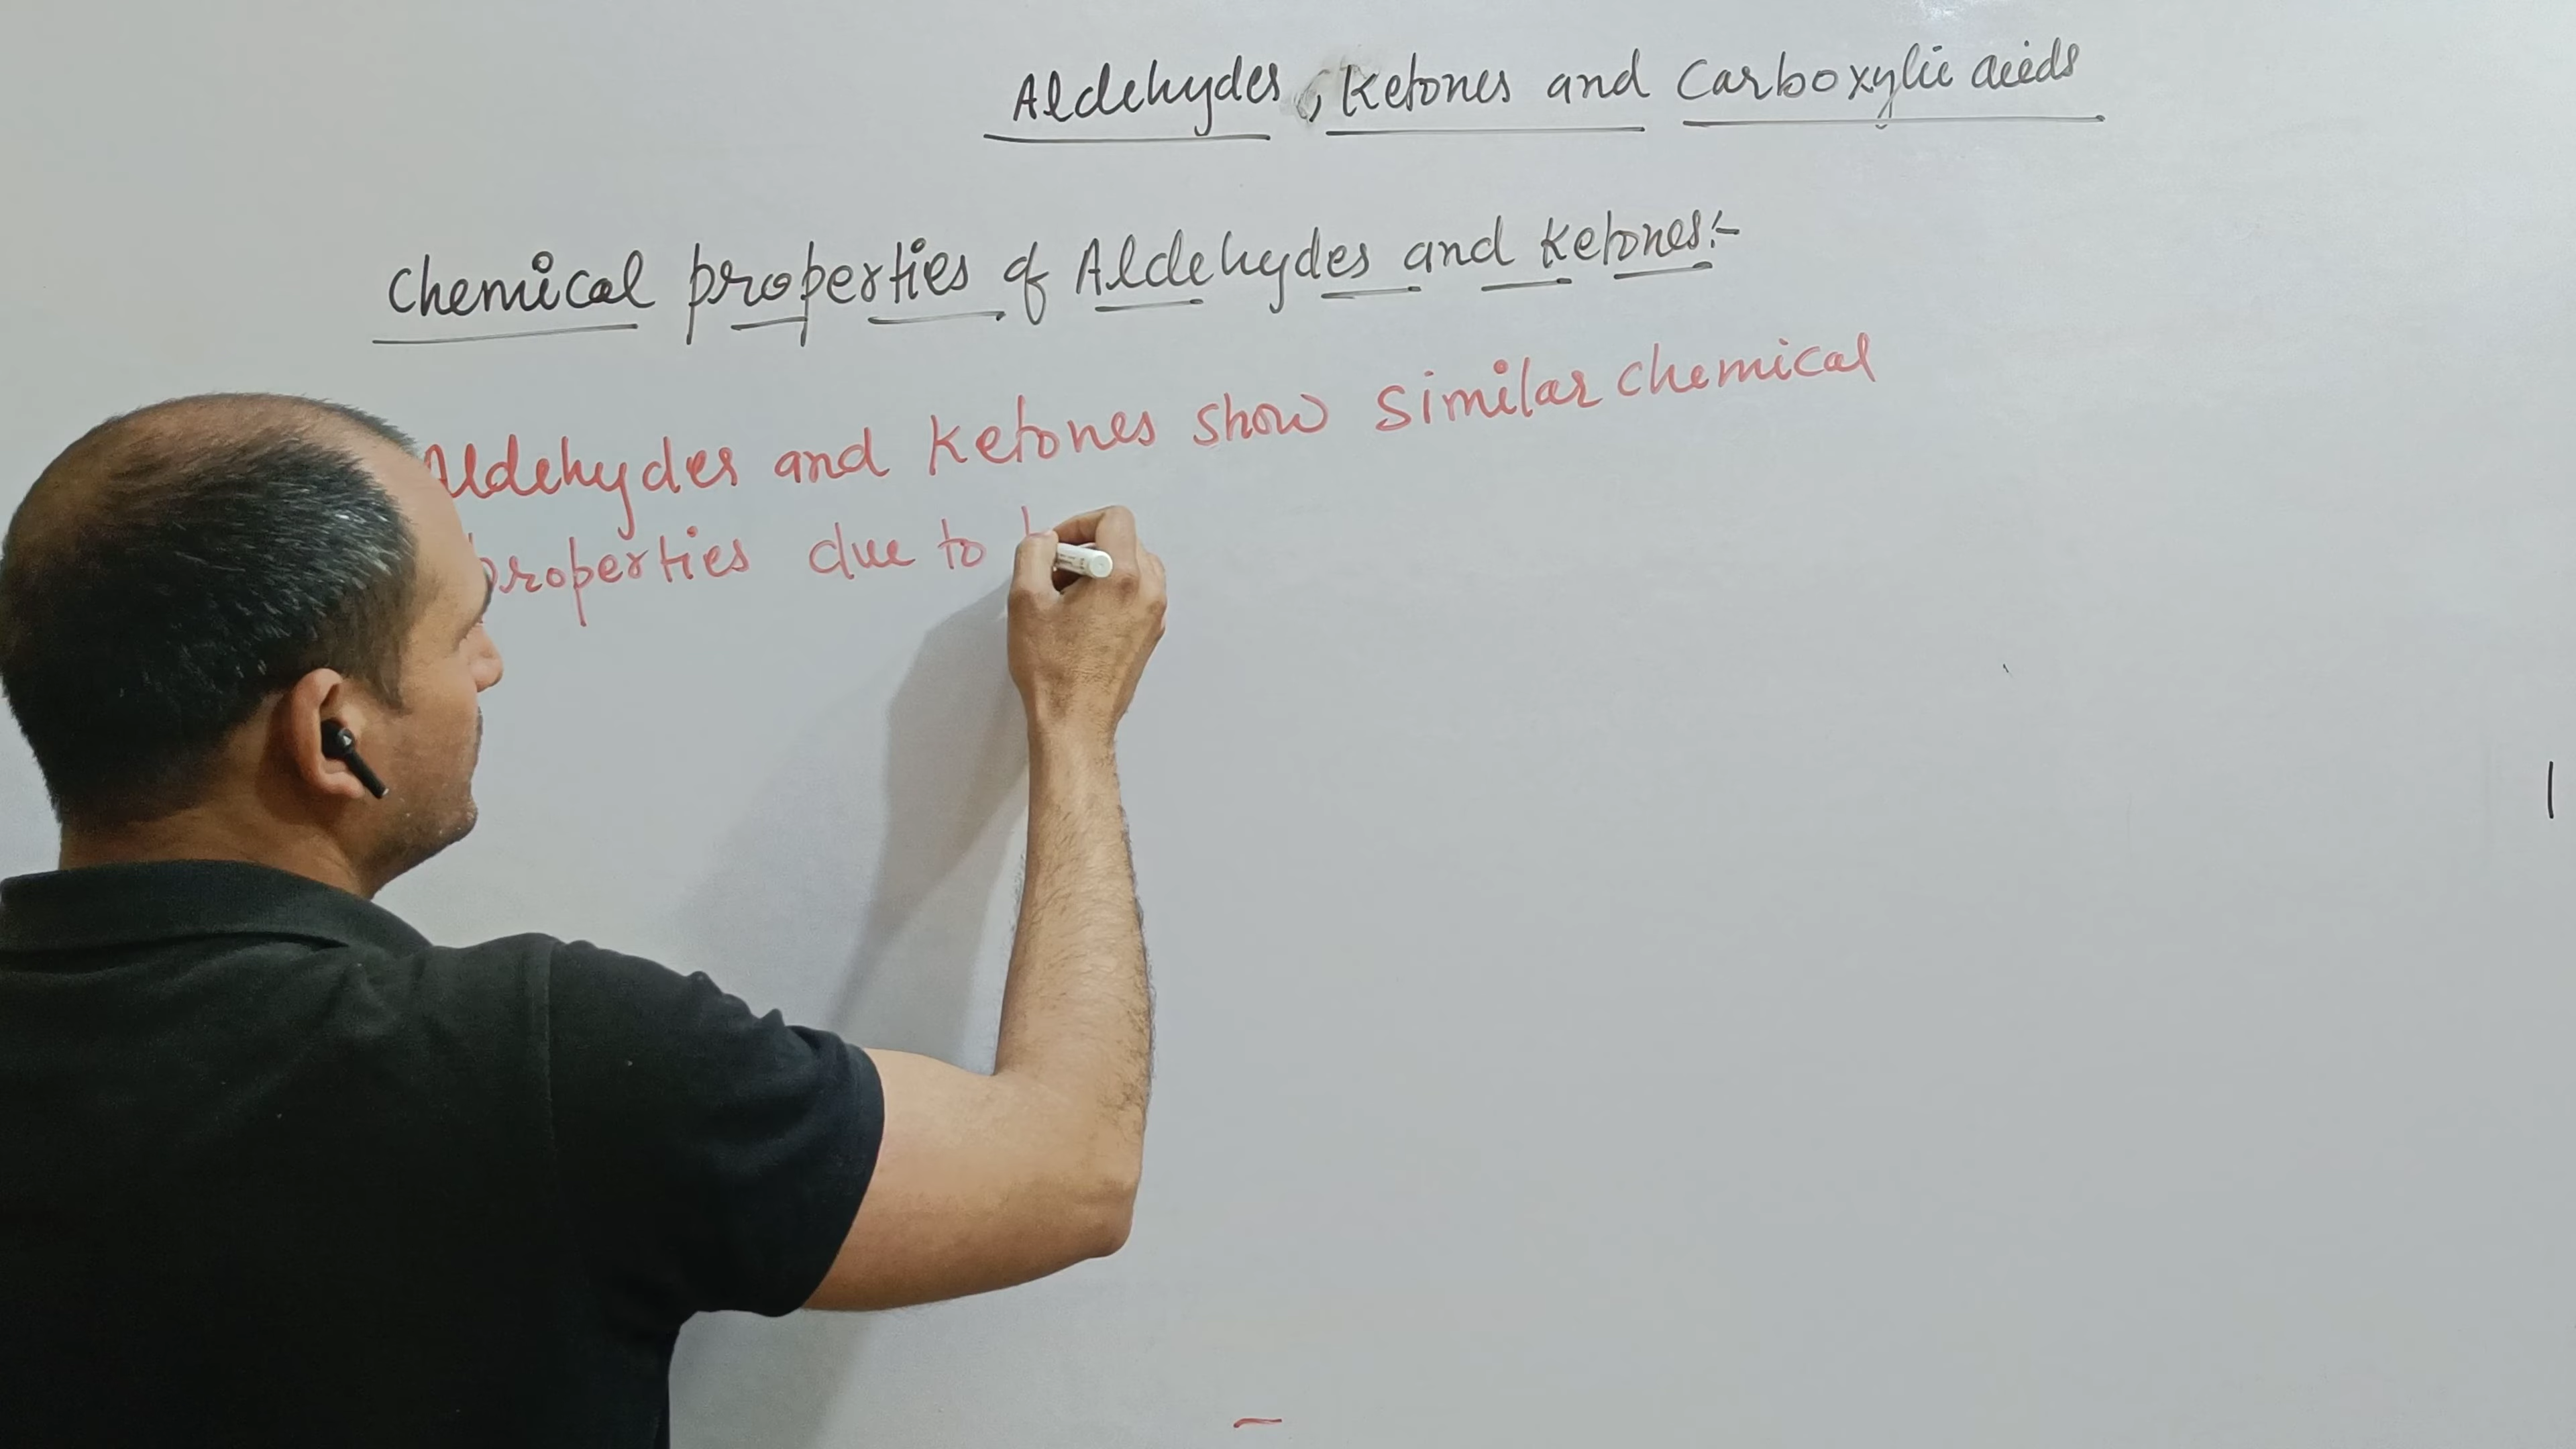 Aldehydes, Ketones and Carboxylic acids
Chemical properties of Aldehydes and Ketones:-
Aldehydes and Ketones show similar chemical
properties due to